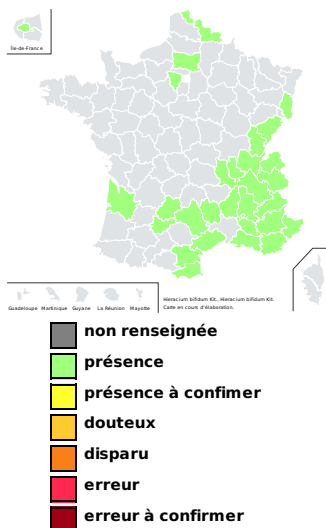 Île-de-France
Guadeloupe Martinique Guyane La Réunion Mayotte
Hieracium bifidum Kit., Hieracium bifidum Kit.
Carte en cours d'élaboration.
non renseignée
présence
présence à confimer
douteux
disparu
erreur
erreur à confirmer